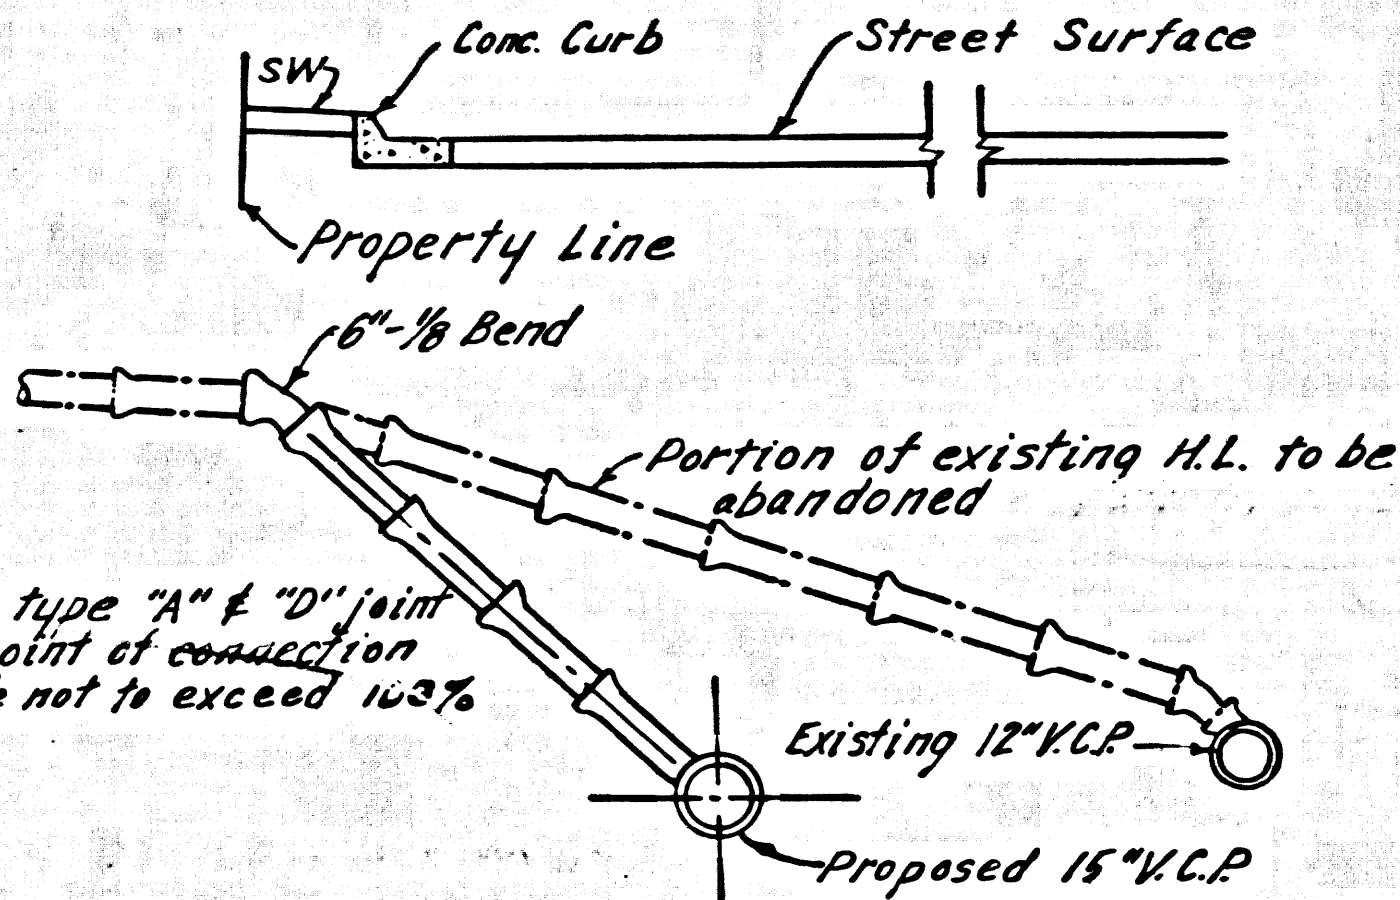 SW
Conc. Curb
Street Surface
Property Line
6"-1/8 Bend
Portion of existing H.L. to be
abandoned
type "A" & "D" joint
oint of connection
e not to exceed 103%
Existing 12"V.C.P.
Proposed 15"V.C.P.